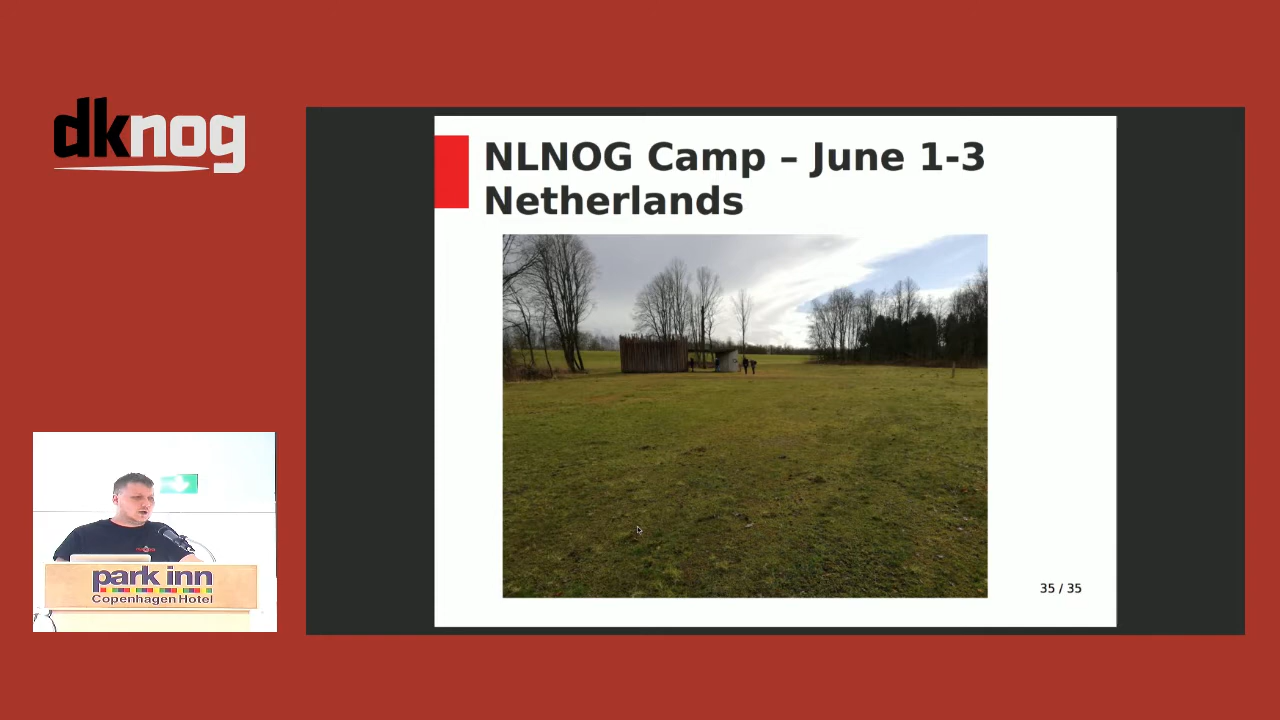 dknog
NLNOG Camp – June 1-3
Netherlands
35 / 35
park inn
Copenhagen Hotel